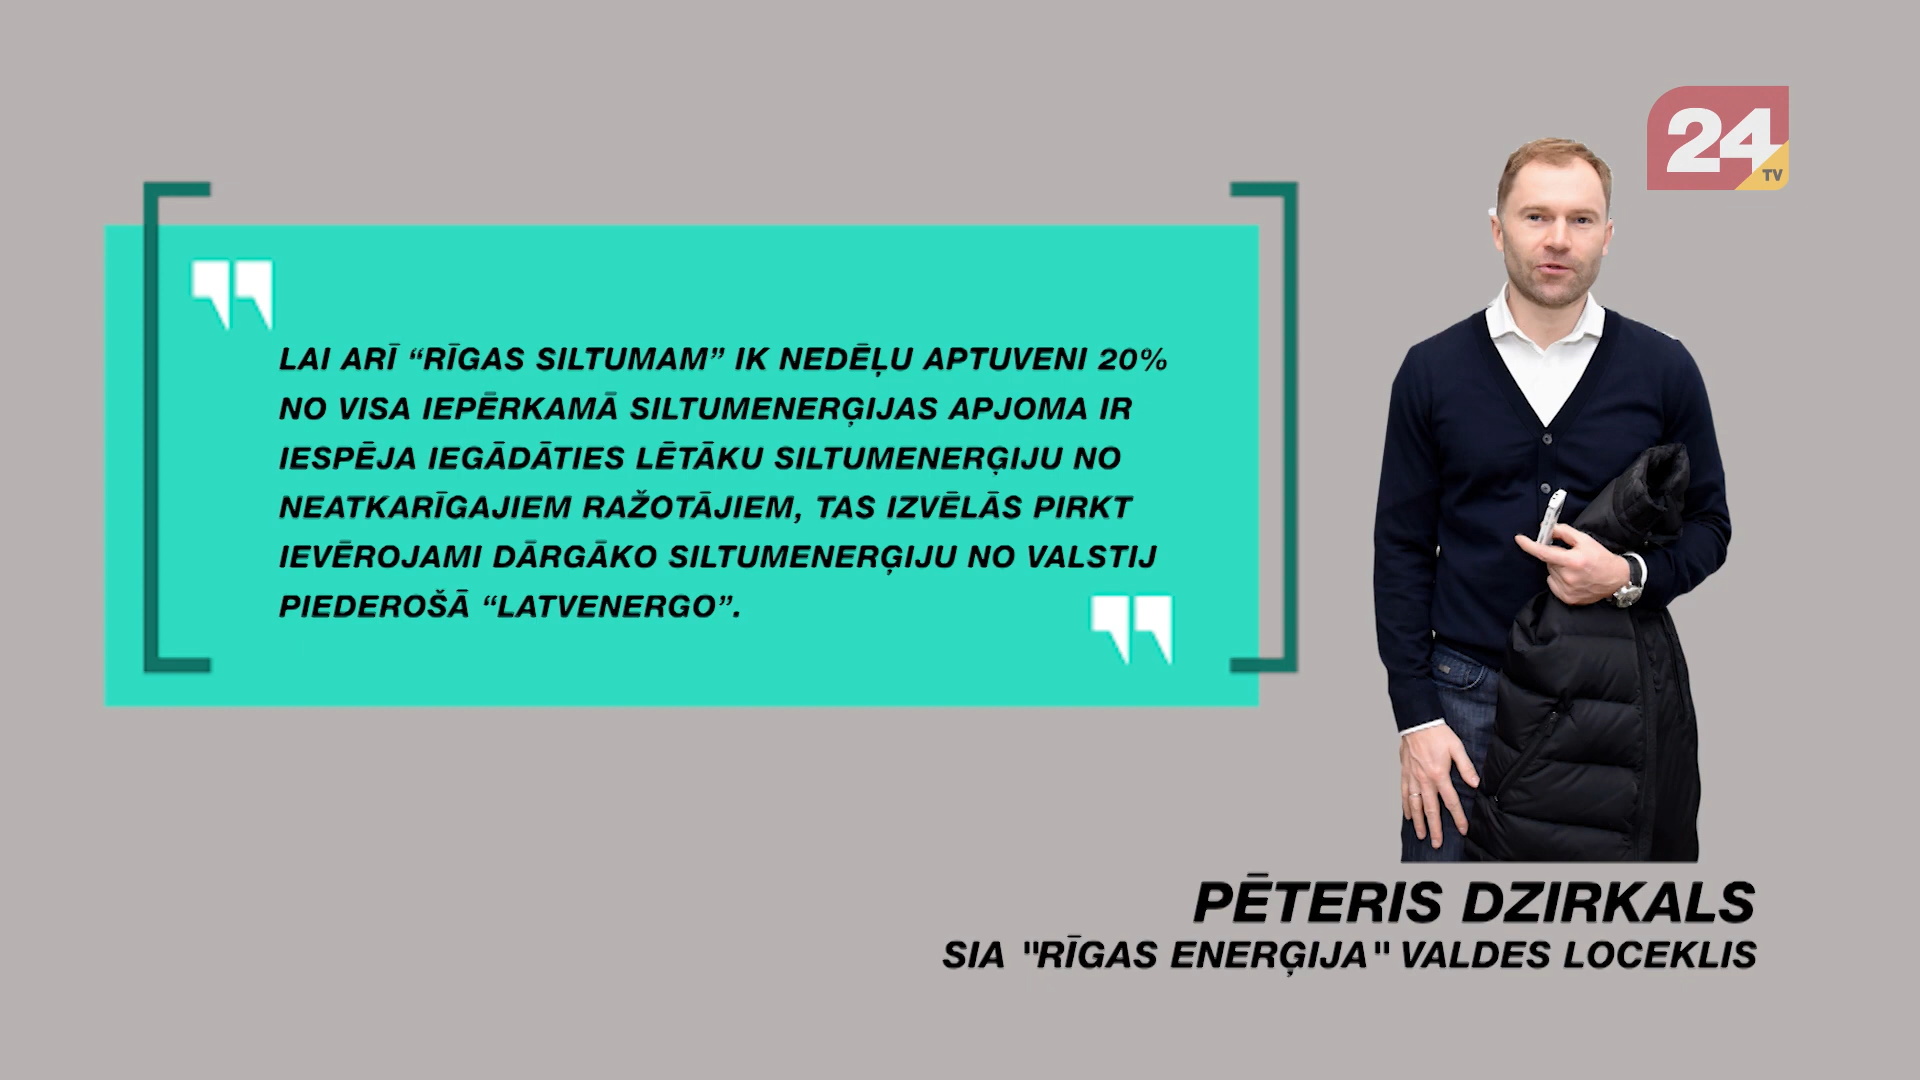 24
TV
LAI ARĪ “RĪGAS SILTUMAM” IK NEDĒĻU APTUVENI 20%
NO VISA IEPĒRKAMĀ SILTUMENERĢIJAS APJOMA IR
IESPĒJA IEGĀDĀTIES LĒTĀKU SILTUMENERĢIJU NO
NEATKARĪGAJIEM RAŽOTĀJIEM, TAS IZVĒLĀS PIRKT
IEVĒROJAMI DĀRGĀKO SILTUMENERĢIJU NO VALSTIJ
PIEDEROŠĀ “LATVENERGO”.
PĒTERIS DZIRKALS
SIA "RĪGAS ENERĢIJA" VALDES LOCEKLIS